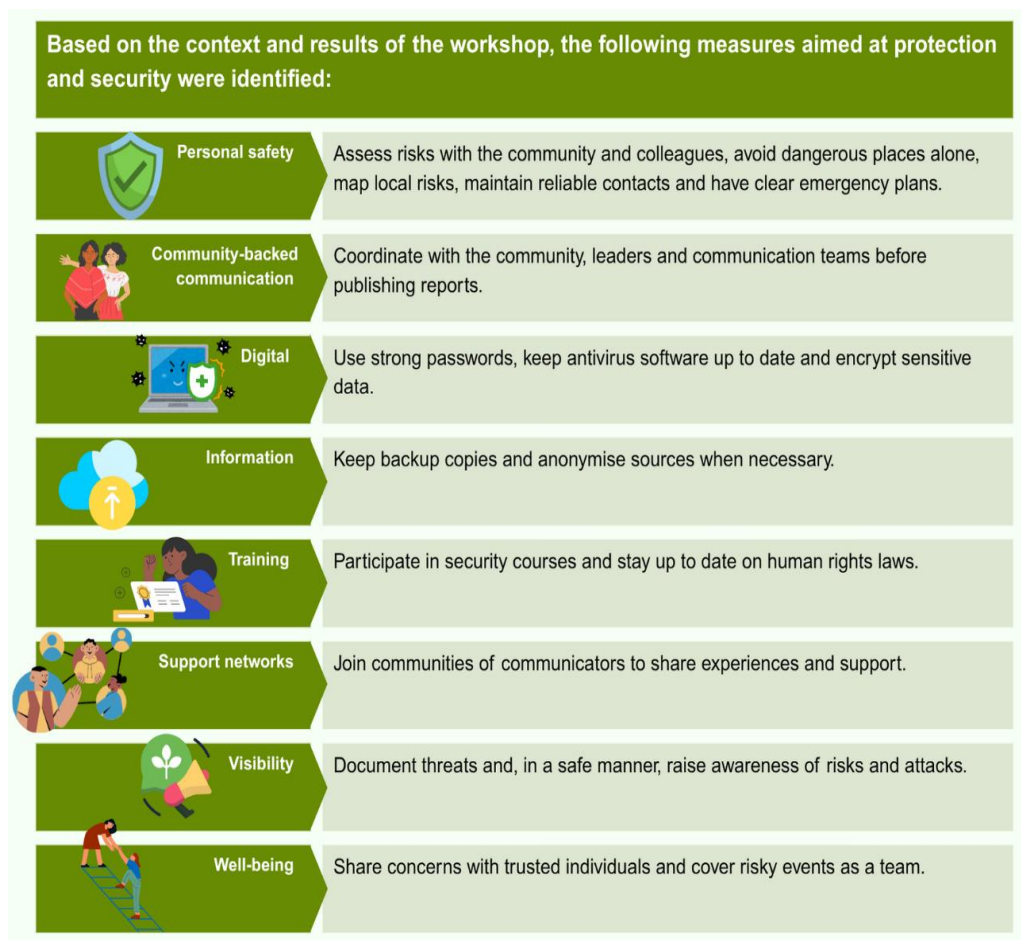 Based on the context and results of the workshop, the following measures aimed at protection
and security were identified:
Personal safety
Assess risks with the community and colleagues, avoid dangerous places alone,
map local risks, maintain reliable contacts and have clear emergency plans.
Community-backed
communication
Coordinate with the community, leaders and communication teams before
publishing reports.
Digital
Use strong passwords, keep antivirus software up to date and encrypt sensitive
data.
Information
Keep backup copies and anonymise sources when necessary.
Training
Participate in security courses and stay up to date on human rights laws.
Support networks
Join communities of communicators to share experiences and support.
Visibility
Document threats and, in a safe manner, raise awareness of risks and attacks.
Well-being
Share concerns with trusted individuals and cover risky events as a team.